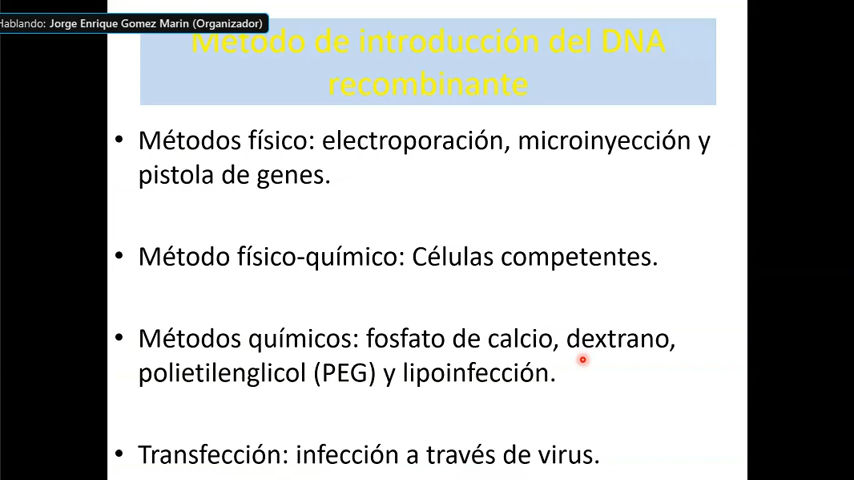 Hablando: Jorge Enrique Gomez Marin (Organizador)
Método de introducción del DNA
recombinante
• Métodos físico: electroporación, microinyección y
pistola de genes.
• Método físico-químico: Células competentes.
• Métodos químicos: fosfato de calcio, dextrano,
polietilenglicol (PEG) y lipoinfección.
• Transfección: infección a través de virus.